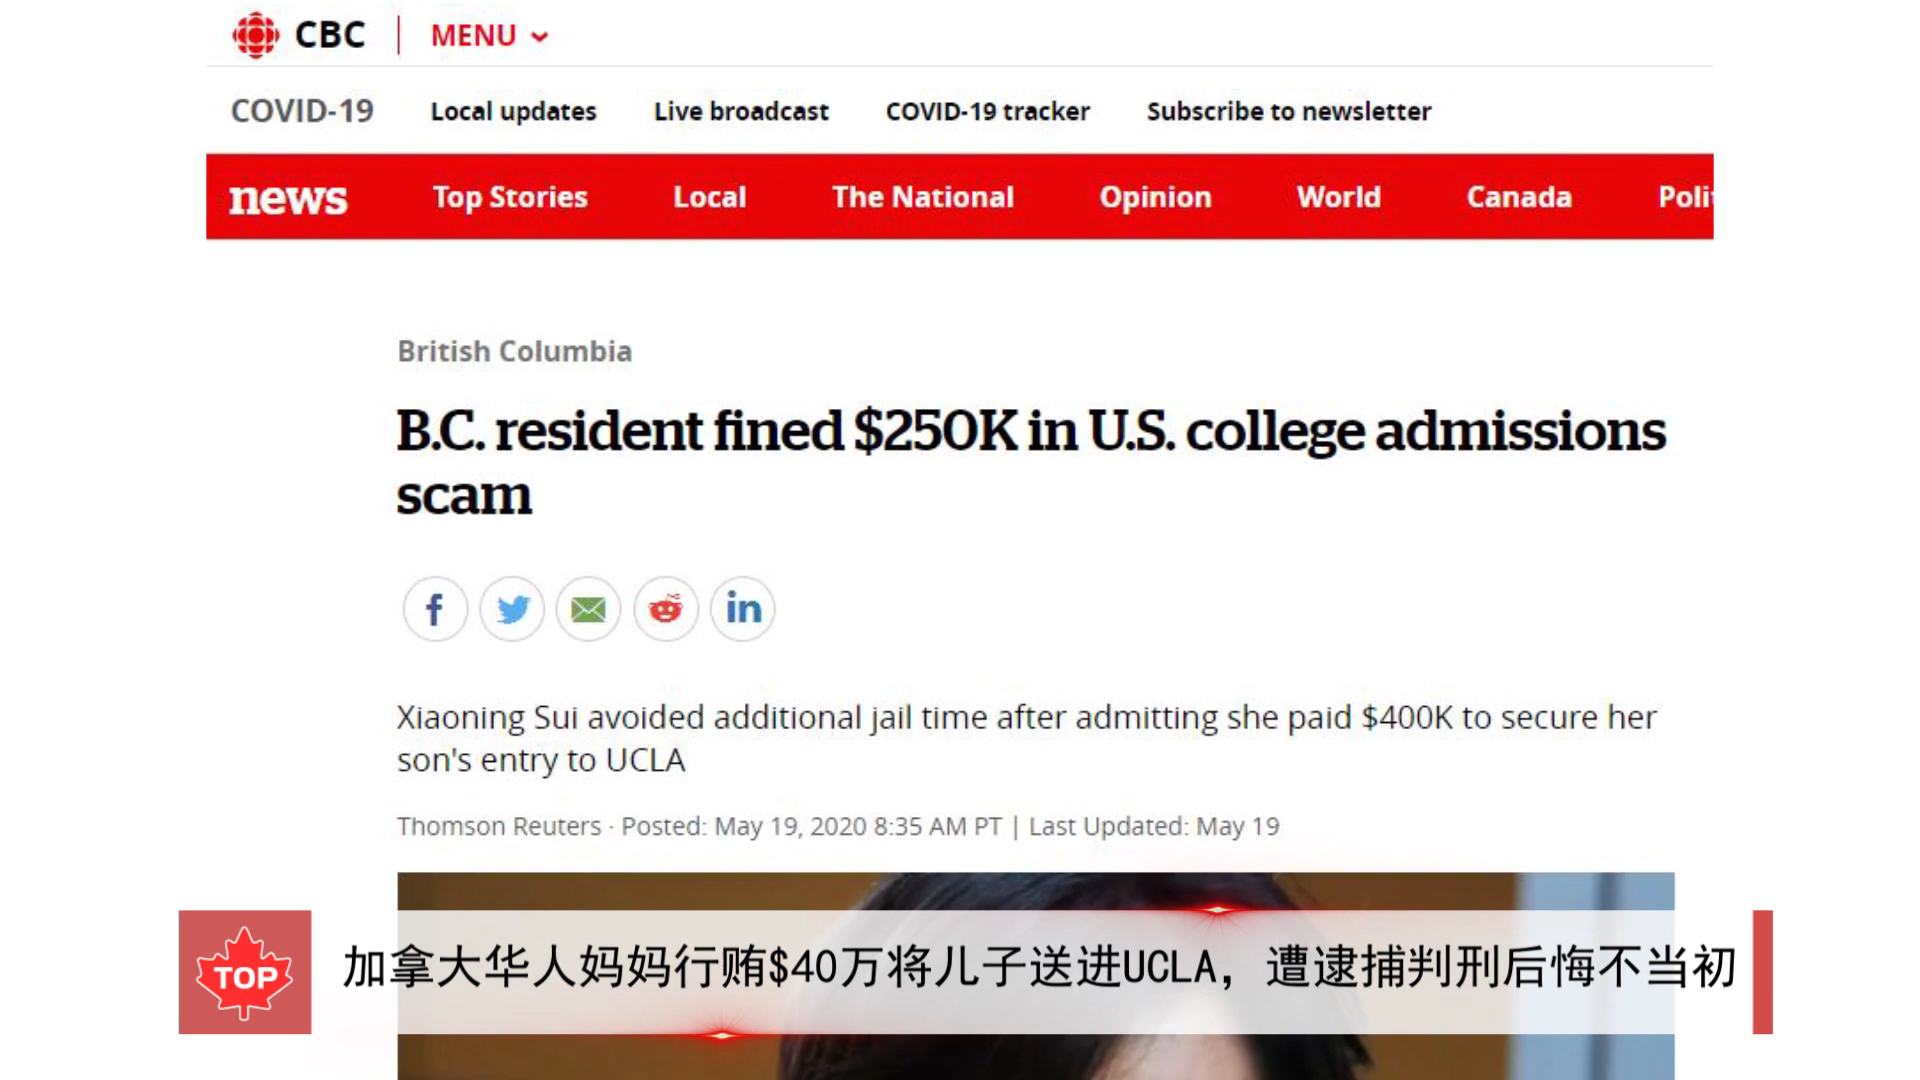 CBC MENU
COVID-19 Local updates Live broadcast COVID-19 tracker Subscribe to newsletter
news Top Stories Local The National Opinion World Canada Polit
British Columbia
B.C. resident fined $250K in U.S. college admissions
scam
Xiaoning Sui avoided additional jail time after admitting she paid $400K to secure her
son's entry to UCLA
Thomson Reuters · Posted: May 19, 2020 8:35 AM PT | Last Updated: May 19
TOP
加拿大华人妈妈行贿$40万将儿子送进UCLA，遭逮捕判刑后悔不当初